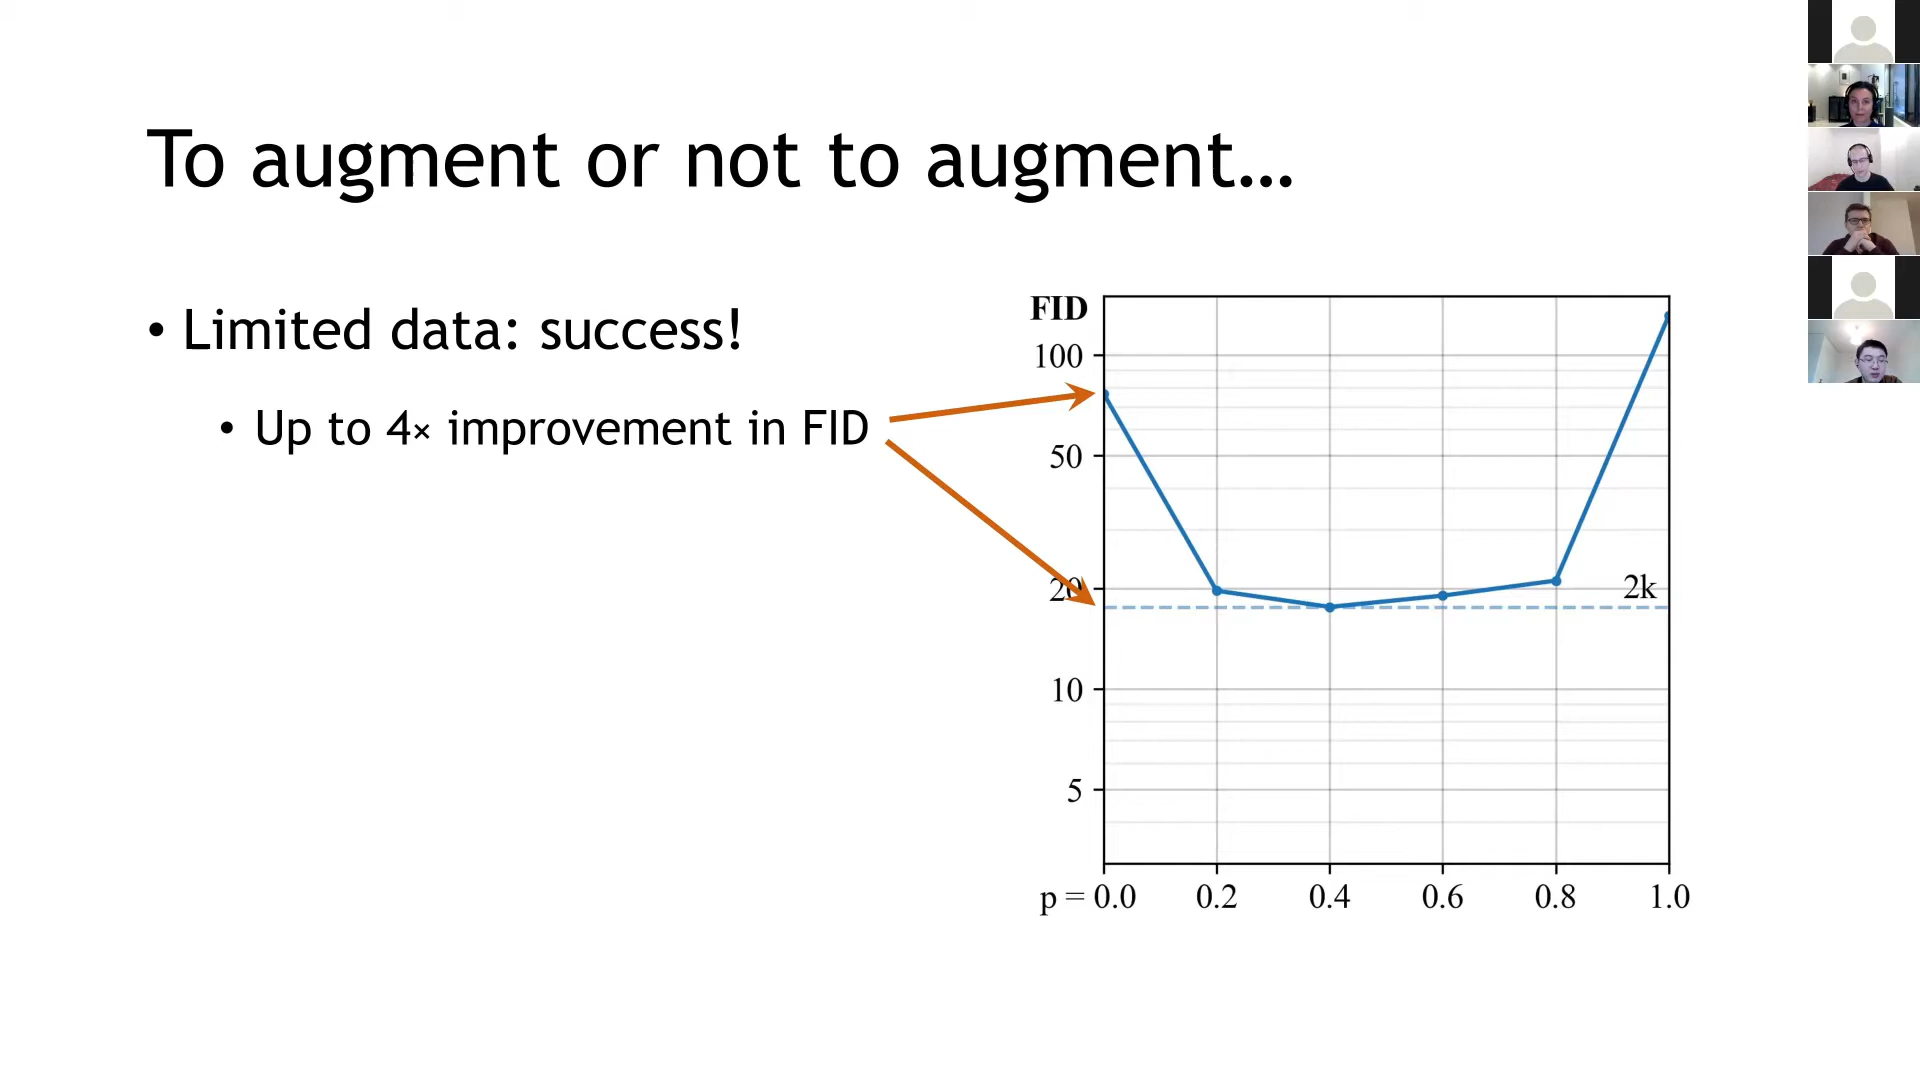 To augment or not to augment…
• Limited data: success!
• Up to 4× improvement in FID
FID
100
50
20
2k
10
5
p = 0.0 0.2 0.4 0.6 0.8 1.0